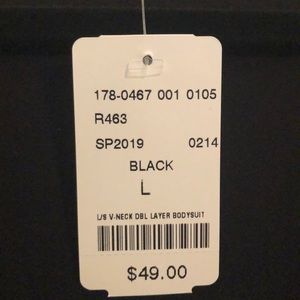 178-0467 001 0105
R463
SP2019 0214
BLACK
L
L/S V-NECK DBL LAYER BODYSUIT
$49.00